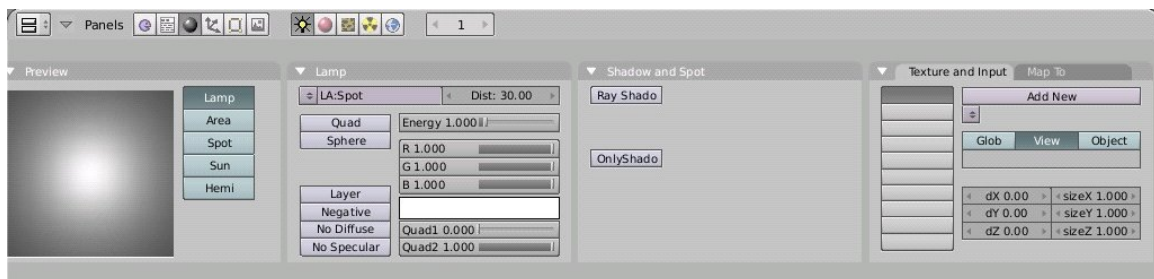 Panels
1
Preview
Lamp
Area
Spot
Sun
Hemi
Lamp
LA:Spot
Dist: 30.00
Quad
Sphere
Energy 1.000
R 1.000
G 1.000
B 1.000
Layer
Negative
No Diffuse
No Specular
Quad1 0.000
Quad2 1.000
Shadow and Spot
Ray Shado
OnlyShado
Texture and Input
Map To
Add New
Glob
View
Object
dX 0.00
sizeX 1.000
dY 0.00
sizeY 1.000
dZ 0.00
sizeZ 1.000